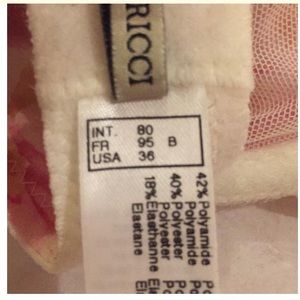 RICCI
INT. 80
FR 95 B
USA 36
42% Polyamide
Polyamide
40% Polyester
Polyester
18% Elasthanne
Elastane